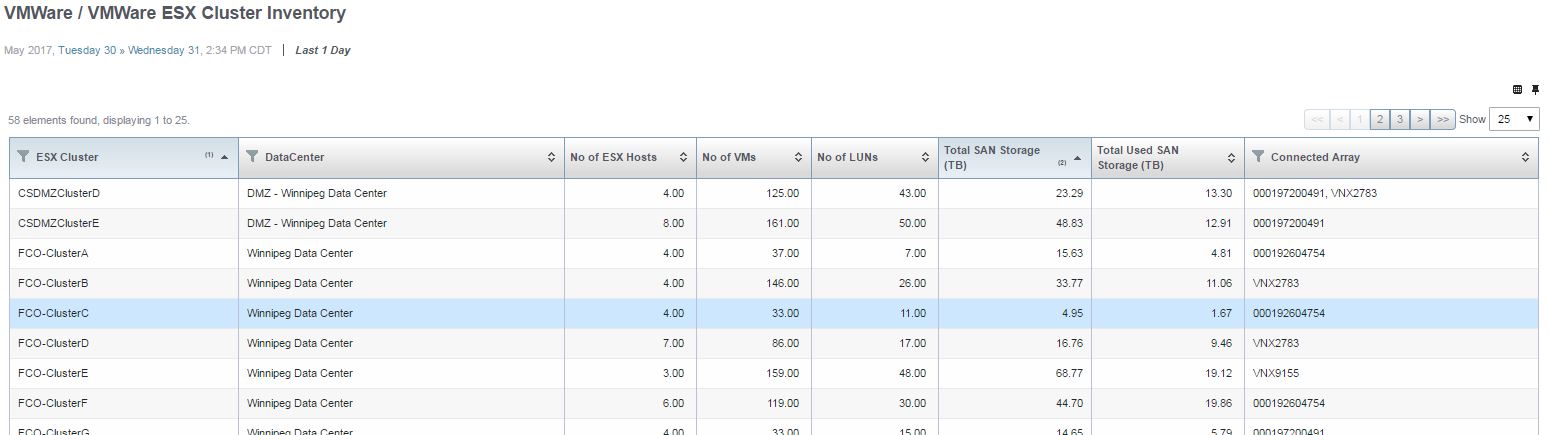 VMWare / VMWare ESX Cluster Inventory
May 2017, Tuesday 30 » Wednesday 31, 2:34 PM CDT | Last 1 Day
58 elements found, displaying 1 to 25.
<< < 1 2 3 > >> Show 25
ESX Cluster (1) DataCenter No of ESX Hosts No of VMs No of LUNs Total SAN Storage (TB) (2) Total Used SAN Storage (TB) Connected Array
CSDMZClusterD DMZ - Winnipeg Data Center 4.00 125.00 43.00 23.29 13.30 000197200491, VNX2783
CSDMZClusterE DMZ - Winnipeg Data Center 8.00 161.00 50.00 48.83 12.91 000197200491
FCO-ClusterA Winnipeg Data Center 4.00 37.00 7.00 15.63 4.81 000192604754
FCO-ClusterB Winnipeg Data Center 4.00 146.00 26.00 33.77 11.06 VNX2783
FCO-ClusterC Winnipeg Data Center 4.00 33.00 11.00 4.95 1.67 000192604754
FCO-ClusterD Winnipeg Data Center 7.00 86.00 17.00 16.76 9.46 VNX2783
FCO-ClusterE Winnipeg Data Center 3.00 159.00 48.00 68.77 19.12 VNX9155
FCO-ClusterF Winnipeg Data Center 6.00 119.00 30.00 44.70 19.86 000192604754
FCO-ClusterG Winnipeg Data Center 4.00 33.00 15.00 14.65 5.79 000197200491